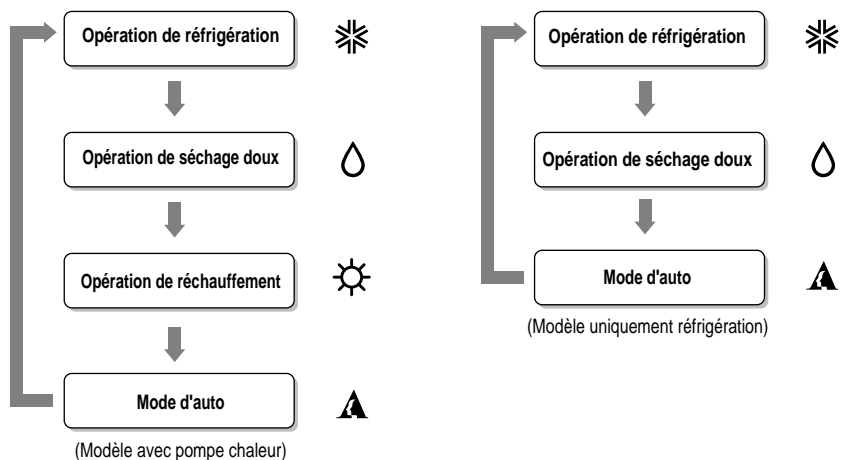 Opération de réfrigération
Opération de séchage doux
Opération de réchauffement
Mode d'auto
(Modèle avec pompe chaleur)
Opération de réfrigération
Opération de séchage doux
Mode d'auto
(Modèle uniquement réfrigération)